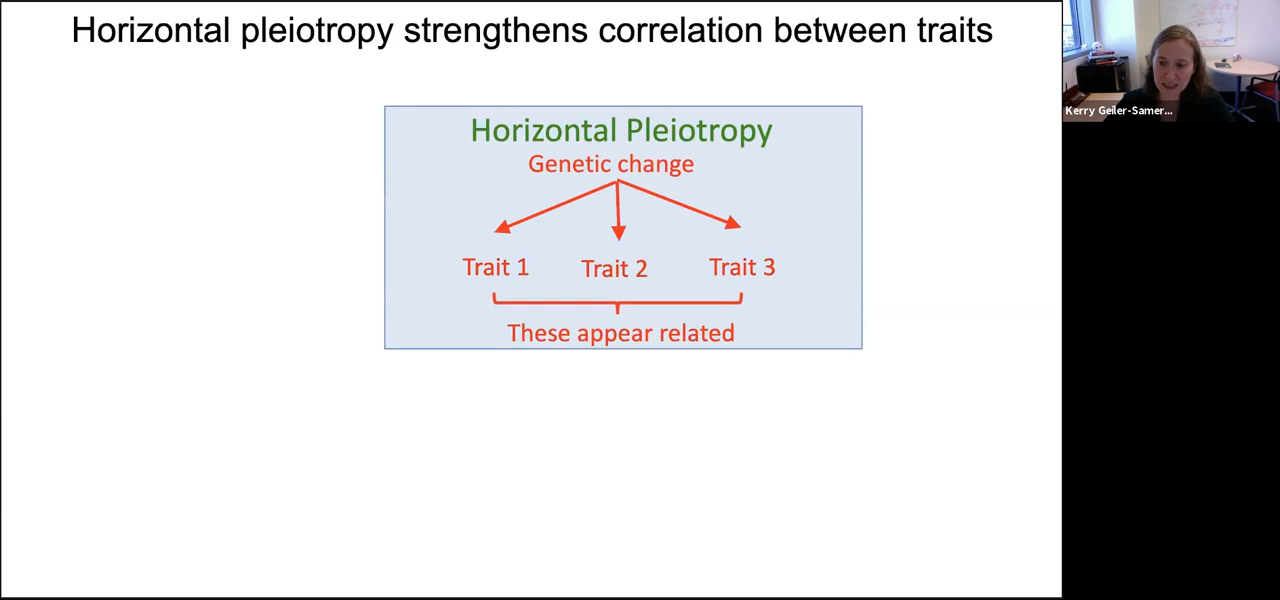 Horizontal pleiotropy strengthens correlation between traits
Kerry Geiler-Samer...
Horizontal Pleiotropy
Genetic change
Trait 1 Trait 2 Trait 3
These appear related